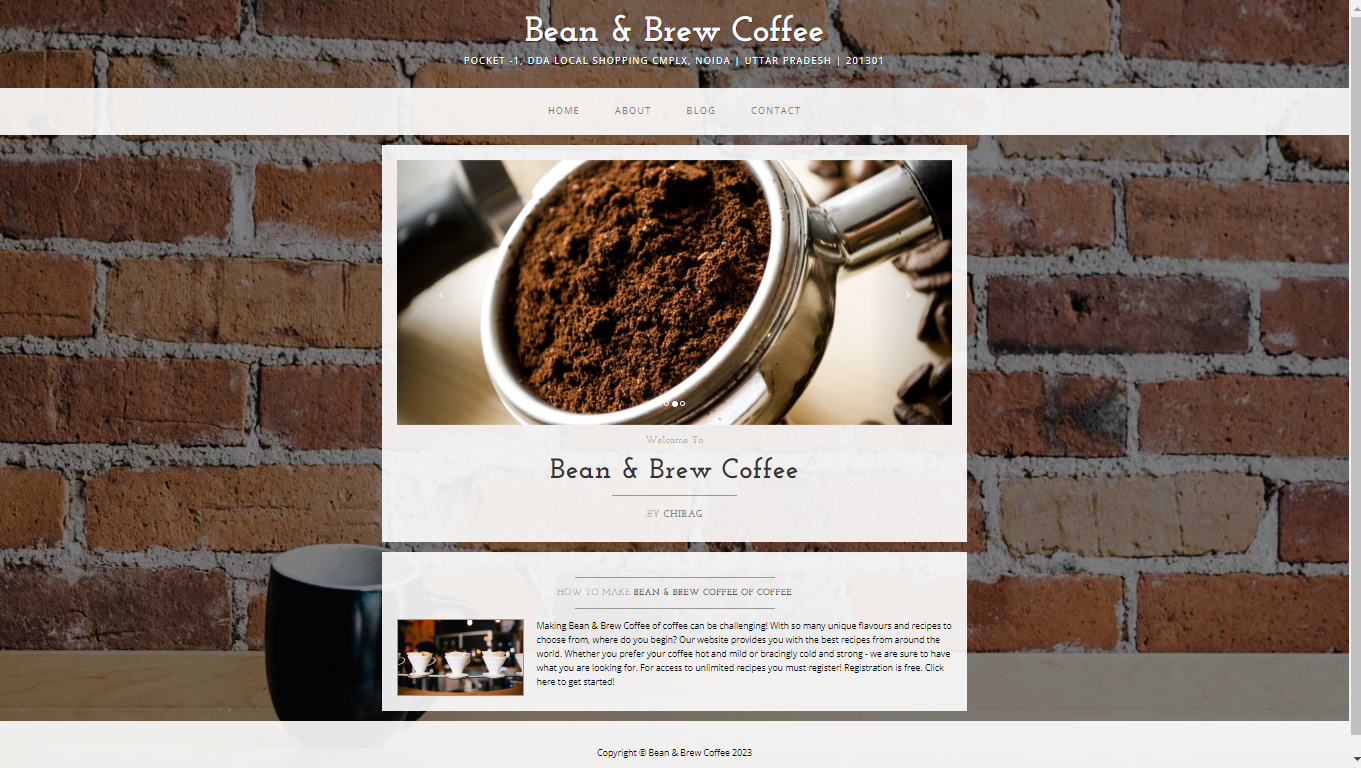 Bean & Brew Coffee
POCKET -1, DDA LOCAL SHOPPING CMPLX, NOIDA | UTTAR PRADESH | 201301
HOME ABOUT BLOG CONTACT
Welcome To
Bean & Brew Coffee
BY CHIRAG
HOW TO MAKE BEAN & BREW COFFEE OF COFFEE
Making Bean & Brew Coffee of coffee can be challenging! With so many unique flavours and recipes to
choose from, where do you begin? Our website provides you with the best recipes from around the
world. Whether you prefer your coffee hot and mild or bracingly cold and strong - we are sure to have
what you are looking for. For access to unlimited recipes you must register! Registration is free. Click
here to get started!
Copyright © Bean & Brew Coffee 2023